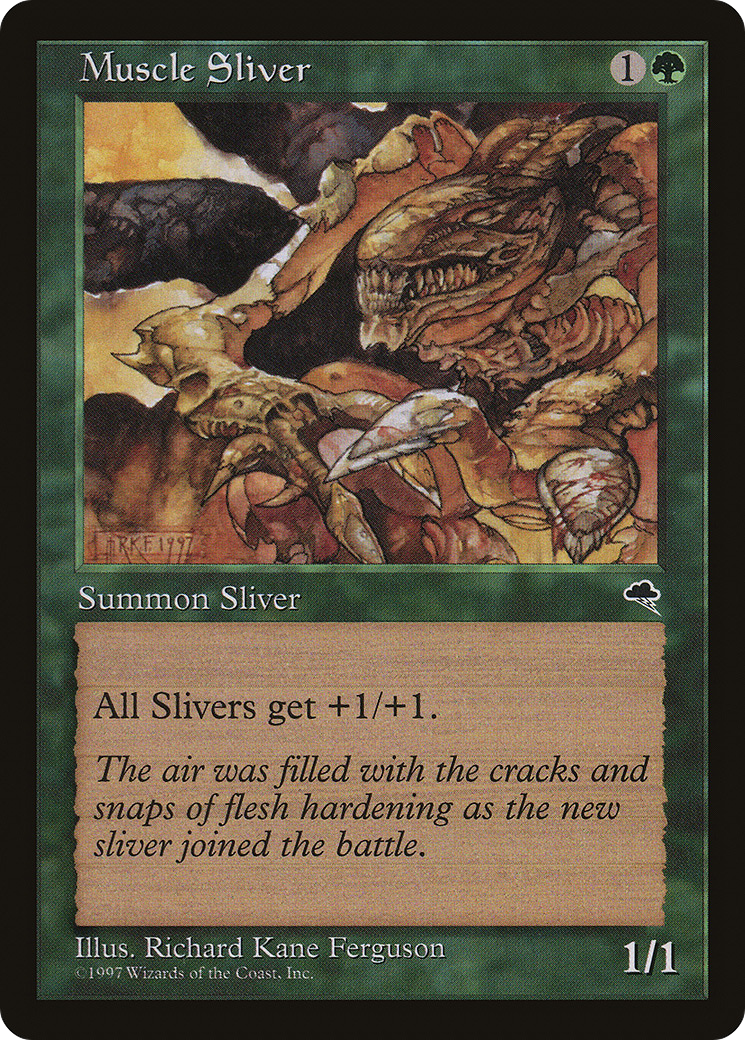 Muscle Sliver
1
RKF 1997
Summon Sliver
All Slivers get +1/+1.
The air was filled with the cracks and
snaps of flesh hardening as the new
sliver joined the battle.
Illus. Richard Kane Ferguson
©1997 Wizards of the Coast, Inc.
1/1